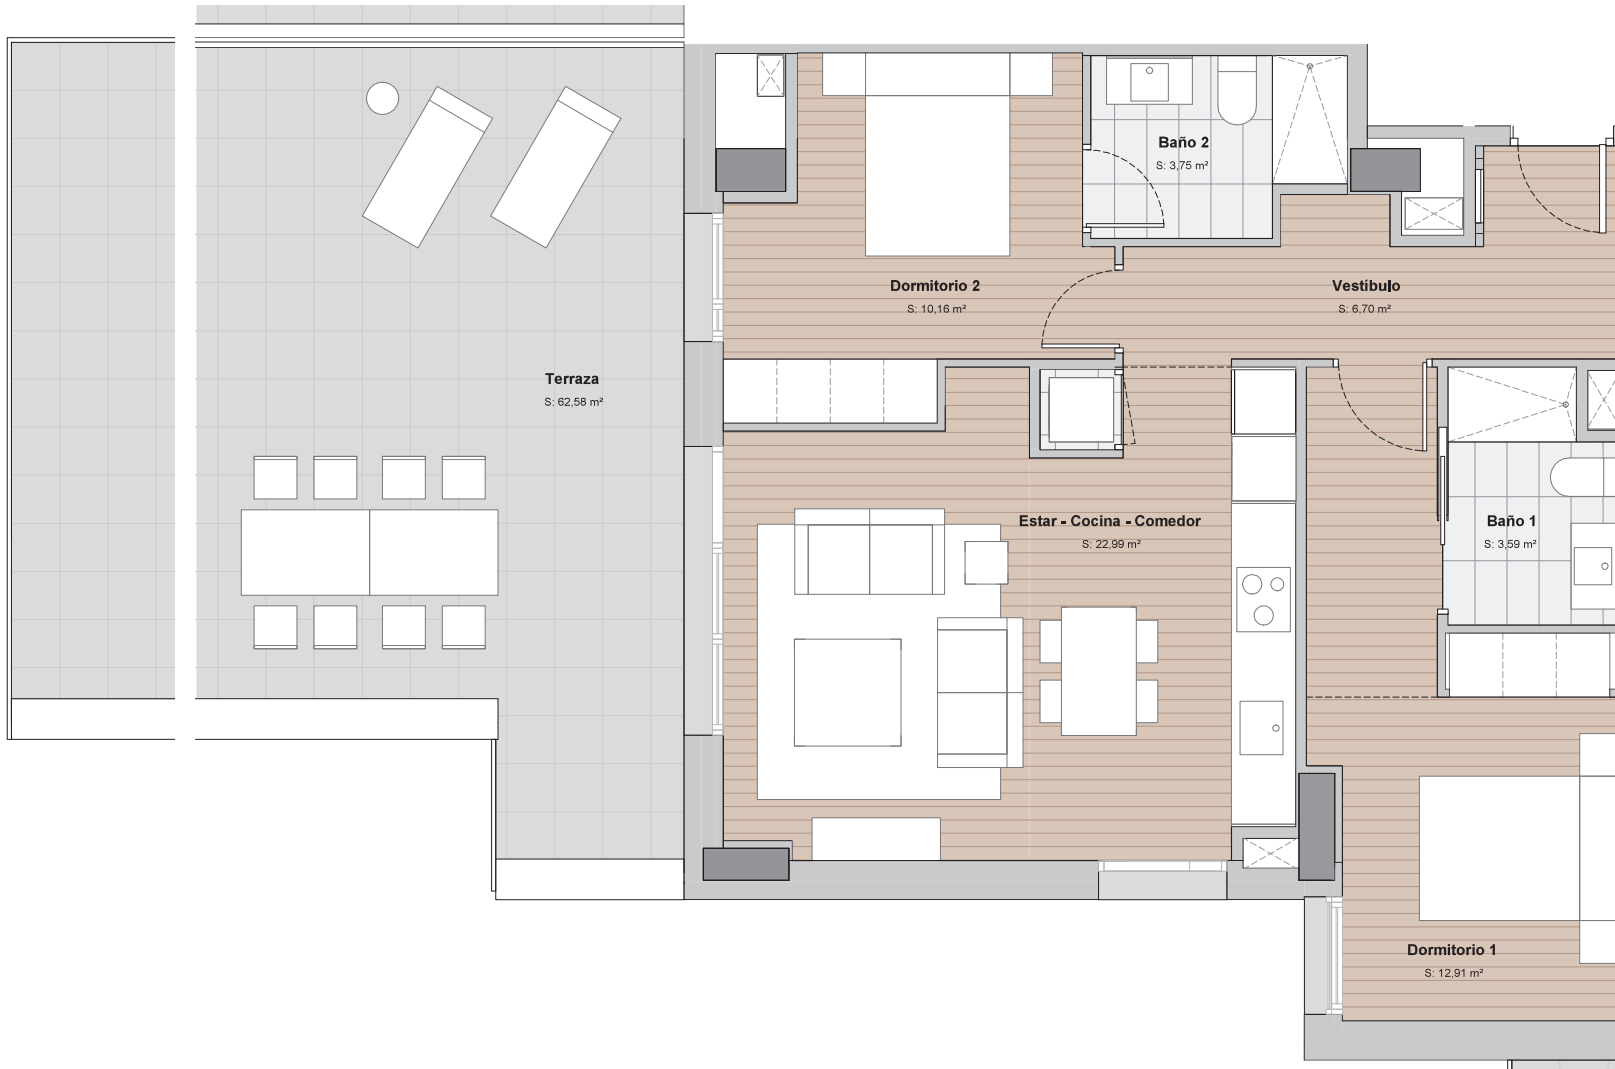 Baño 2
S: 3,75 m²
Dormitorio 2
S: 10,16 m²
Vestíbulo
S: 6,70 m²
Terraza
S: 62,58 m²
Estar - Cocina - Comedor
S: 22,99 m²
Baño 1
S: 3,59 m²
Dormitorio 1
S: 12,91 m²